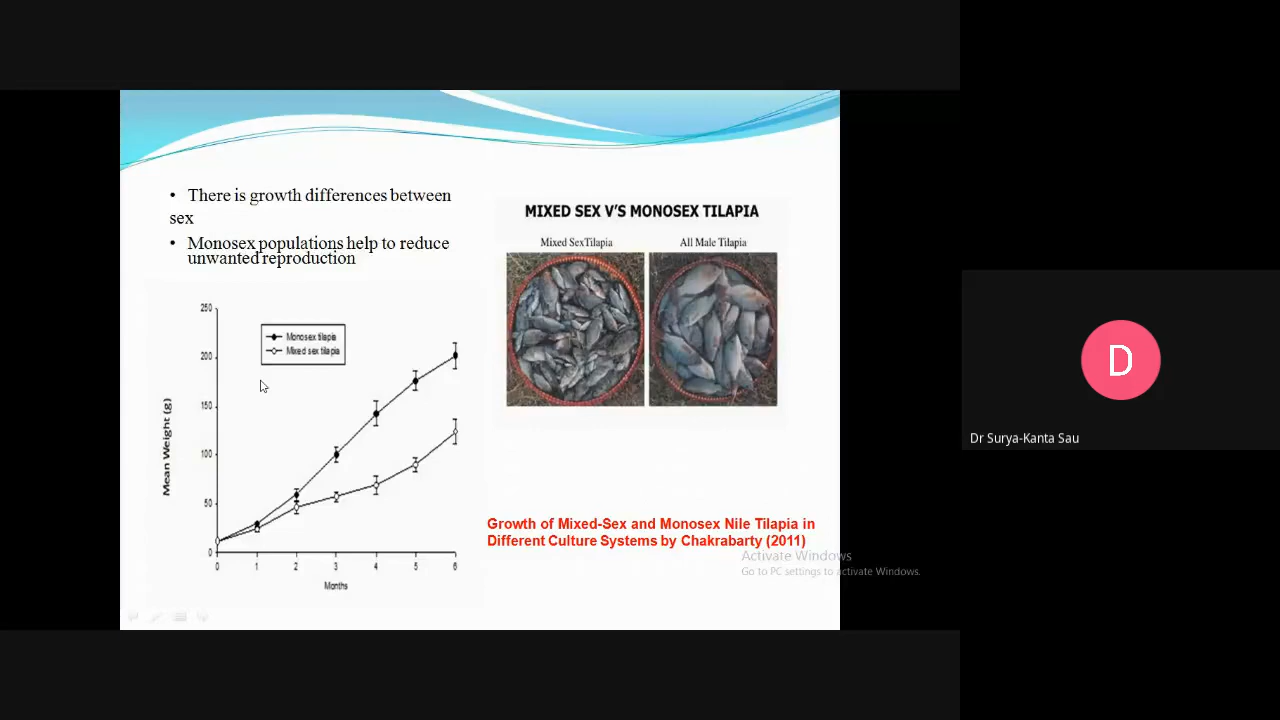 • There is growth differences between
sex
• Monosex populations help to reduce
unwanted reproduction
MIXED SEX V'S MONOSEX TILAPIA
Mixed SexTilapia
All Male Tilapia
250
200
150
100
50
0
Mean Weight (g)
Monosex tilapia
Mixed sex tilapia
0 1 2 3 4 5 6
Months
Growth of Mixed-Sex and Monosex Nile Tilapia in
Different Culture Systems by Chakrabarty (2011)
Activate Windows
Go to PC settings to activate Windows.
D
Dr Surya-Kanta Sau